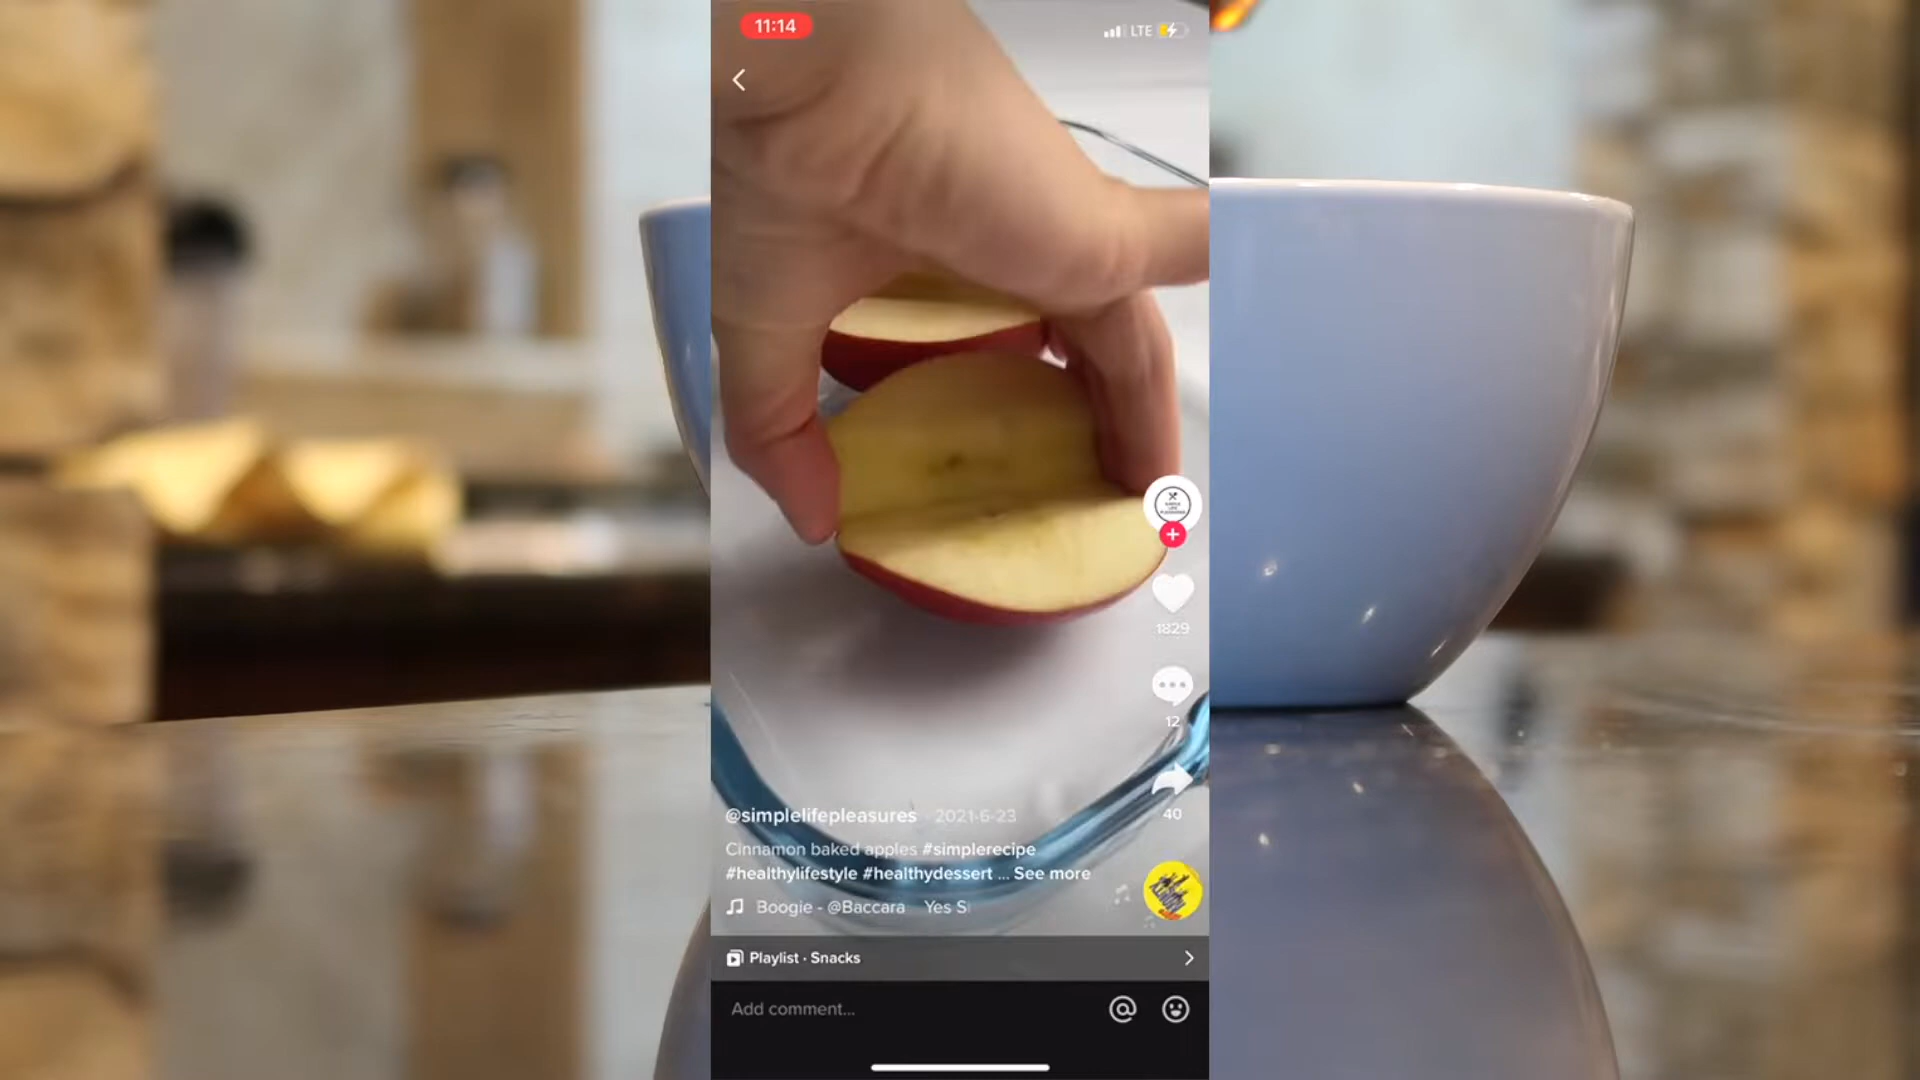 11:14
LTE
1829
12
40
@simplelifepleasures · 2021-6-23
Cinnamon baked apples #simplerecipe
#healthylifestyle #healthydessert ... See more
Boogie - @Baccara Yes S
Playlist · Snacks
Add comment...